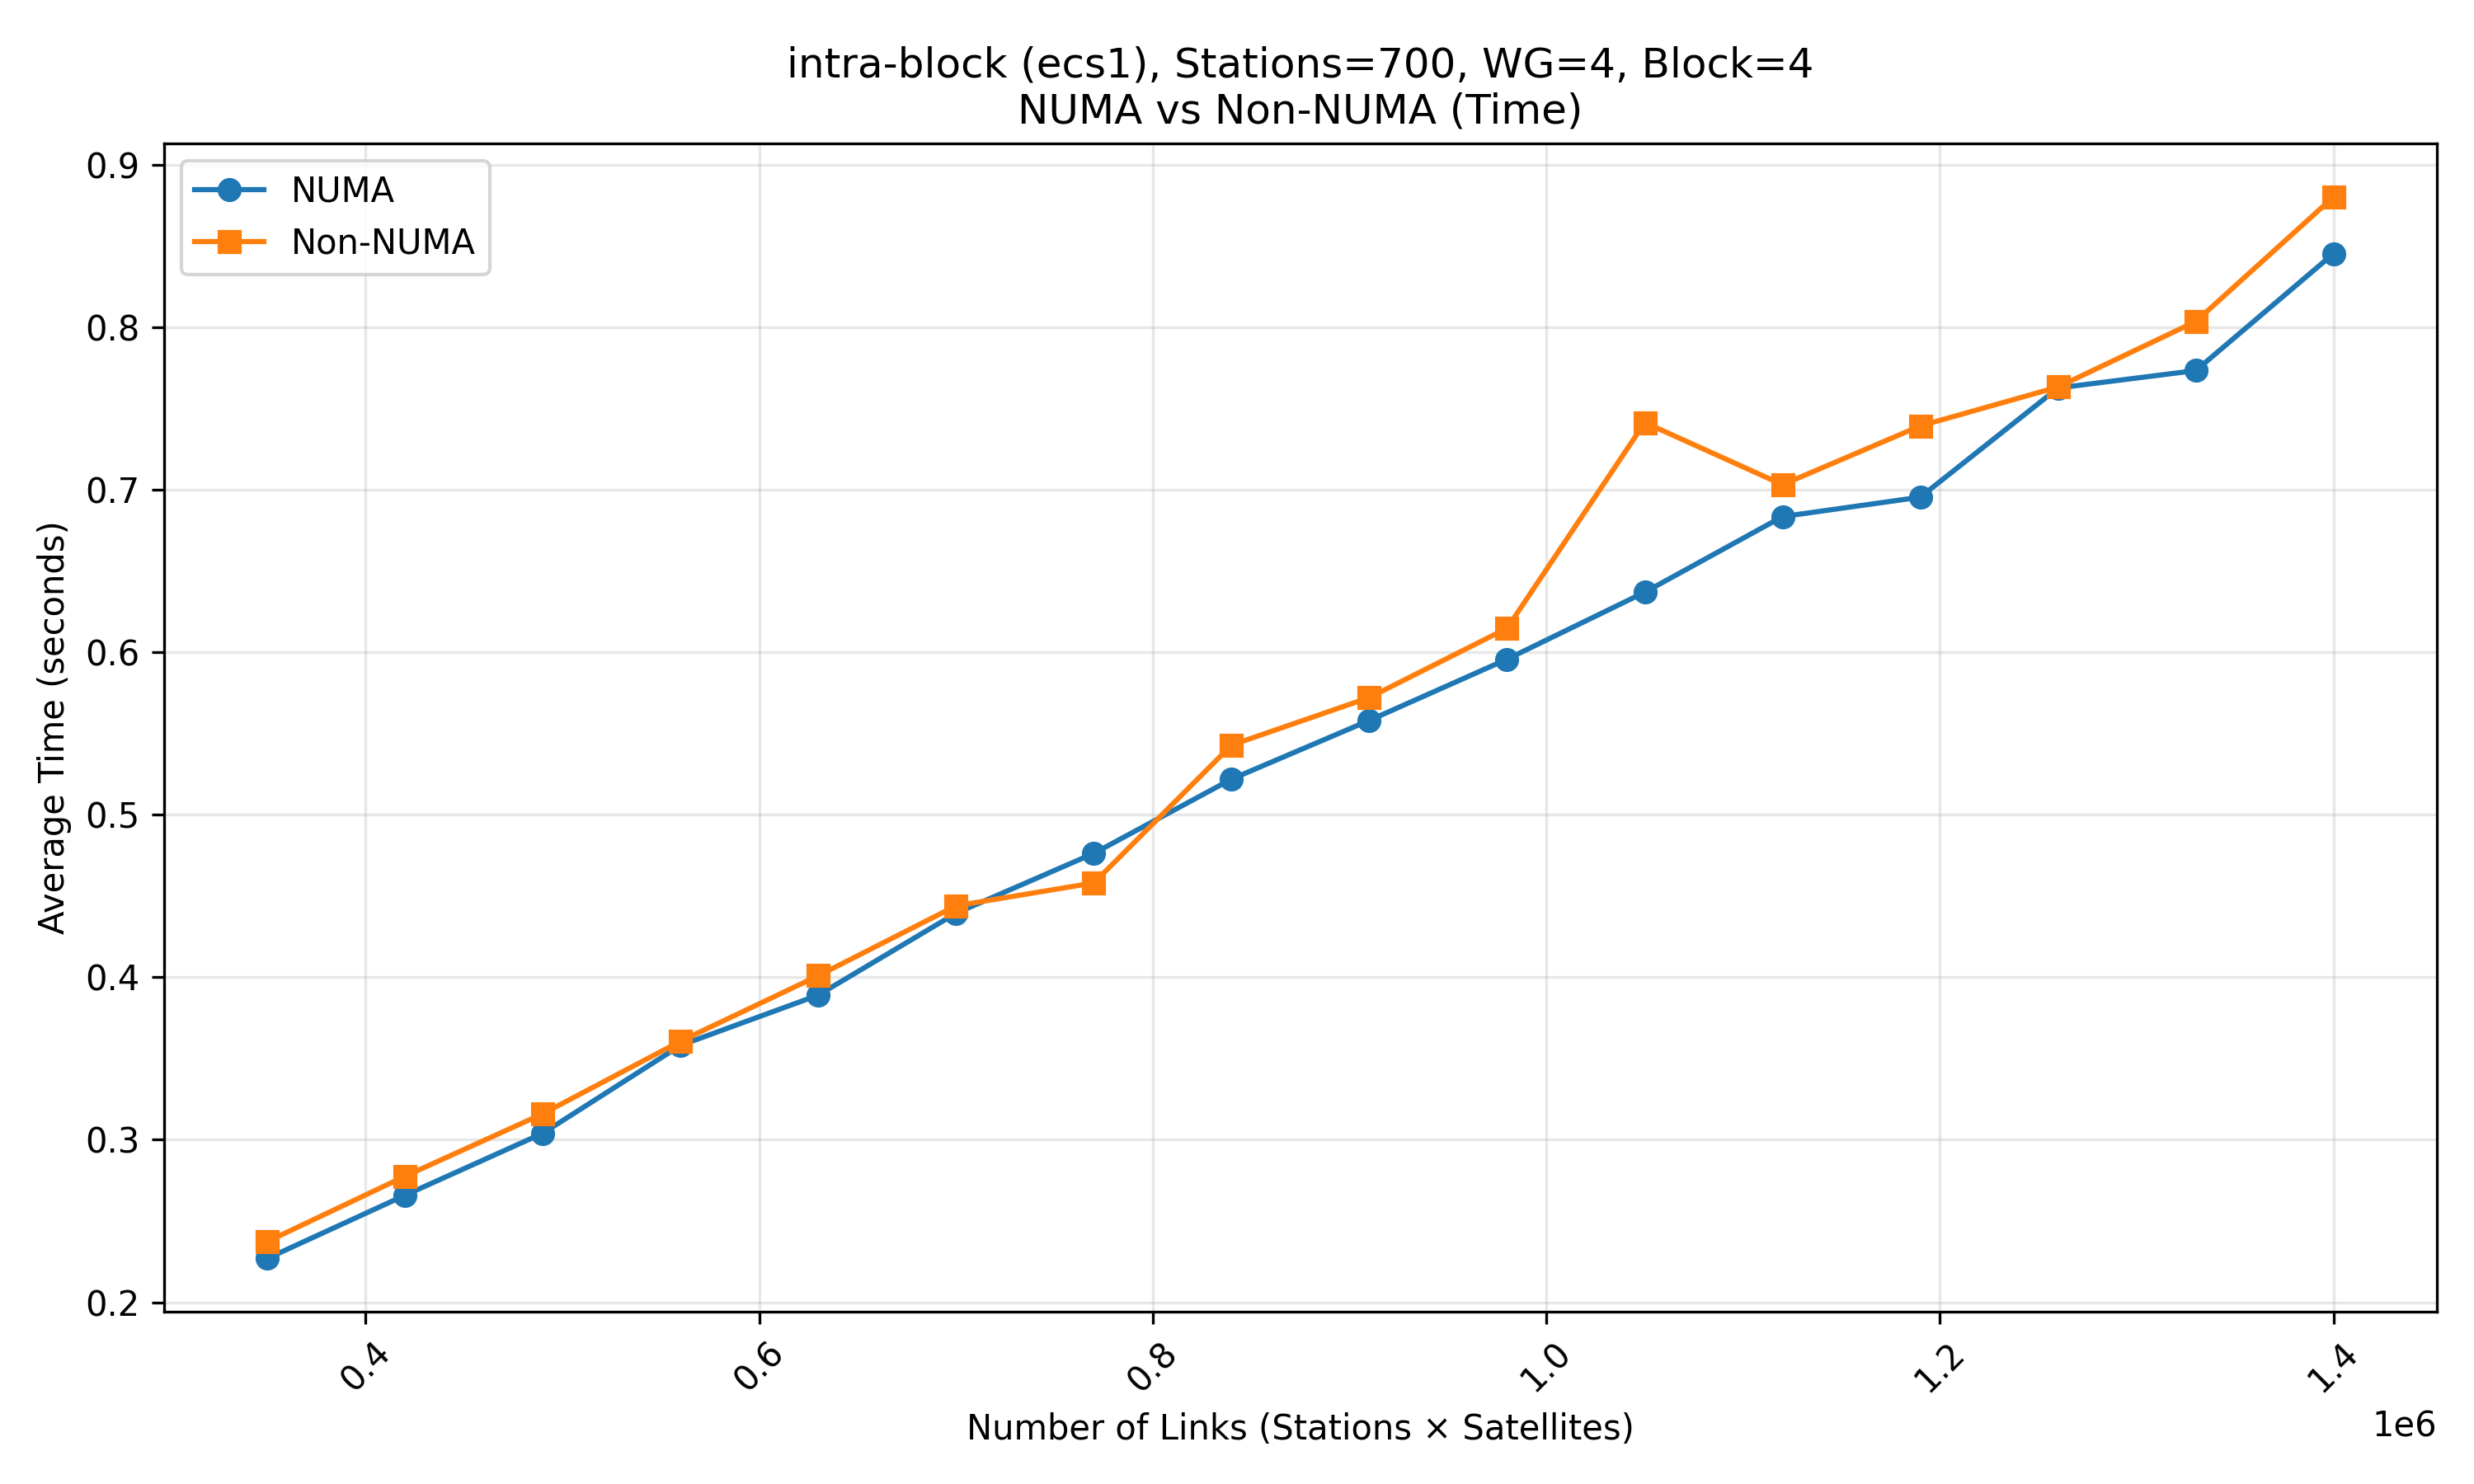 intra-block (ecs1), Stations=700, WG=4, Block=4
NUMA vs Non-NUMA (Time)
NUMA
Non-NUMA
Average Time (seconds)
0.9
0.8
0.7
0.6
0.5
0.4
0.3
0.2
0.4
0.6
0.8
1.0
1.2
1.4
1e6
Number of Links (Stations × Satellites)